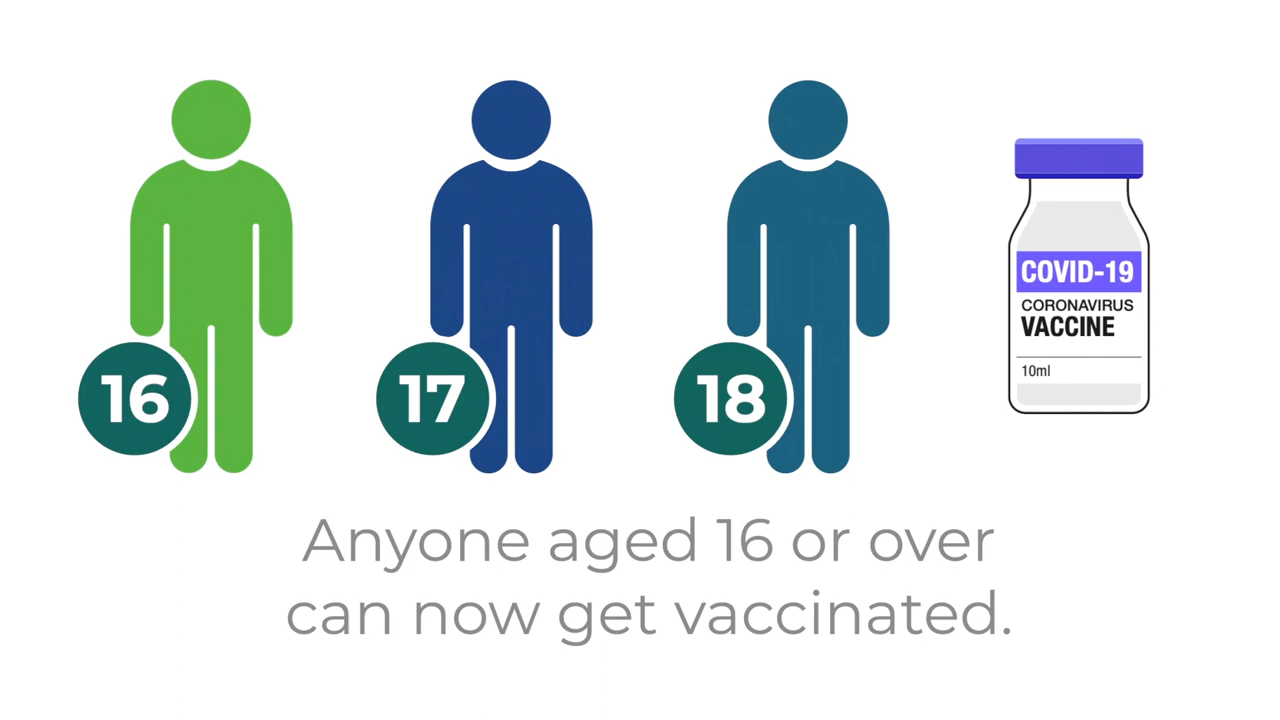 16
17
18
COVID-19
CORONAVIRUS
VACCINE
10ml
Anyone aged 16 or over
can now get vaccinated.